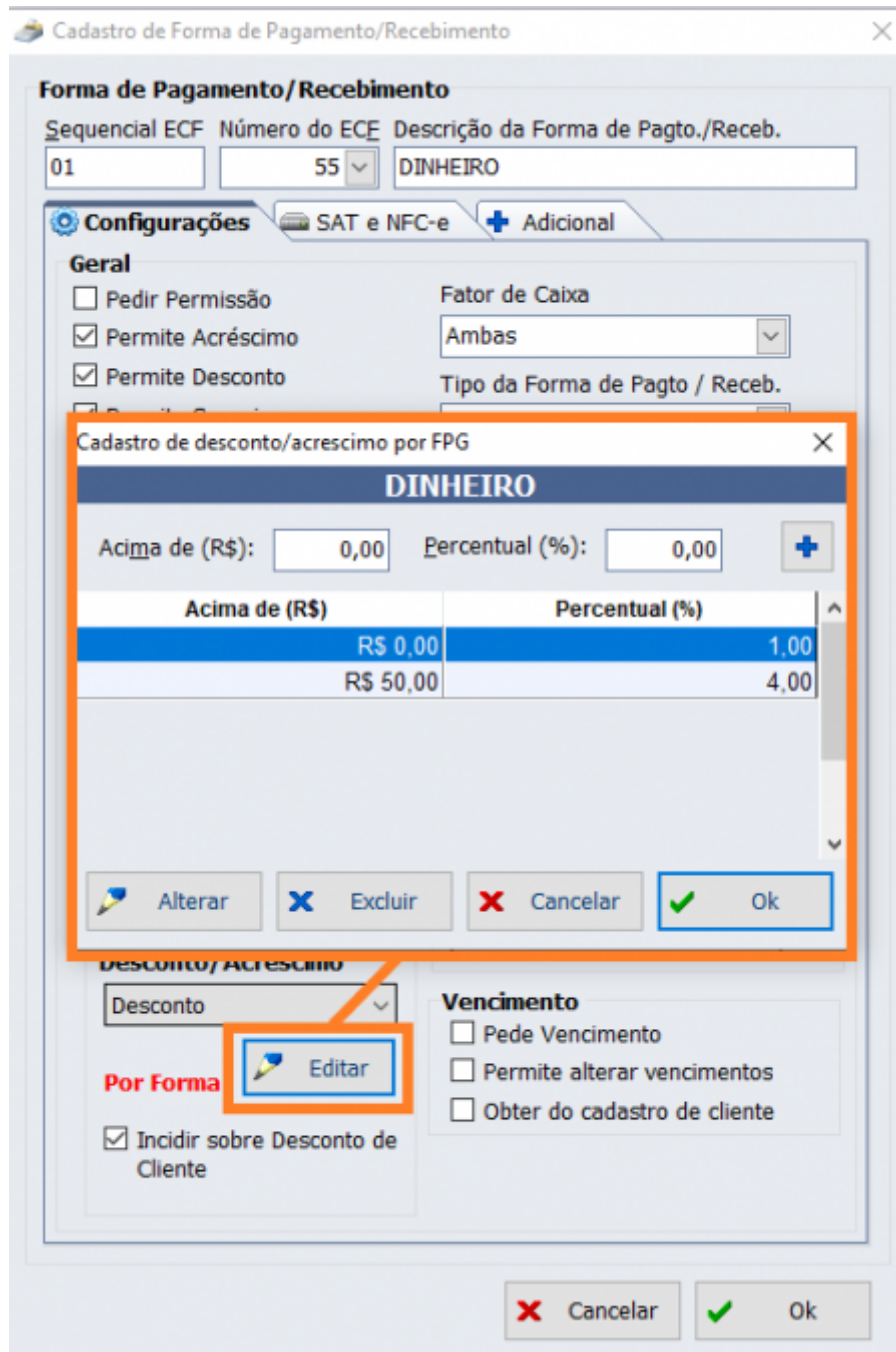 Cadastro de Forma de Pagamento/Recebimento
Forma de Pagamento/Recebimento
Sequencial ECF Número do ECF Descrição da Forma de Pagto./Receb.
01 55 DINHEIRO
Configurações SAT e NFC-e Adicional
Geral
Pedir Permissão Fator de Caixa
Permite Acréscimo Ambas
Permite Desconto Tipo da Forma de Pagto / Receb.
Cadastro de desconto/acrescimo por FPG
DINHEIRO
Acima de (R$): 0,00 Percentual (%): 0,00
Acima de (R$) Percentual (%)
R$ 0,00 1,00
R$ 50,00 4,00
Alterar Excluir Cancelar Ok
Desconto/Acréscimo
Desconto Vencimento
Pede Vencimento
Por Forma Editar Permite alterar vencimentos
Obter do cadastro de cliente
Incidir sobre Desconto de
Cliente
Cancelar Ok